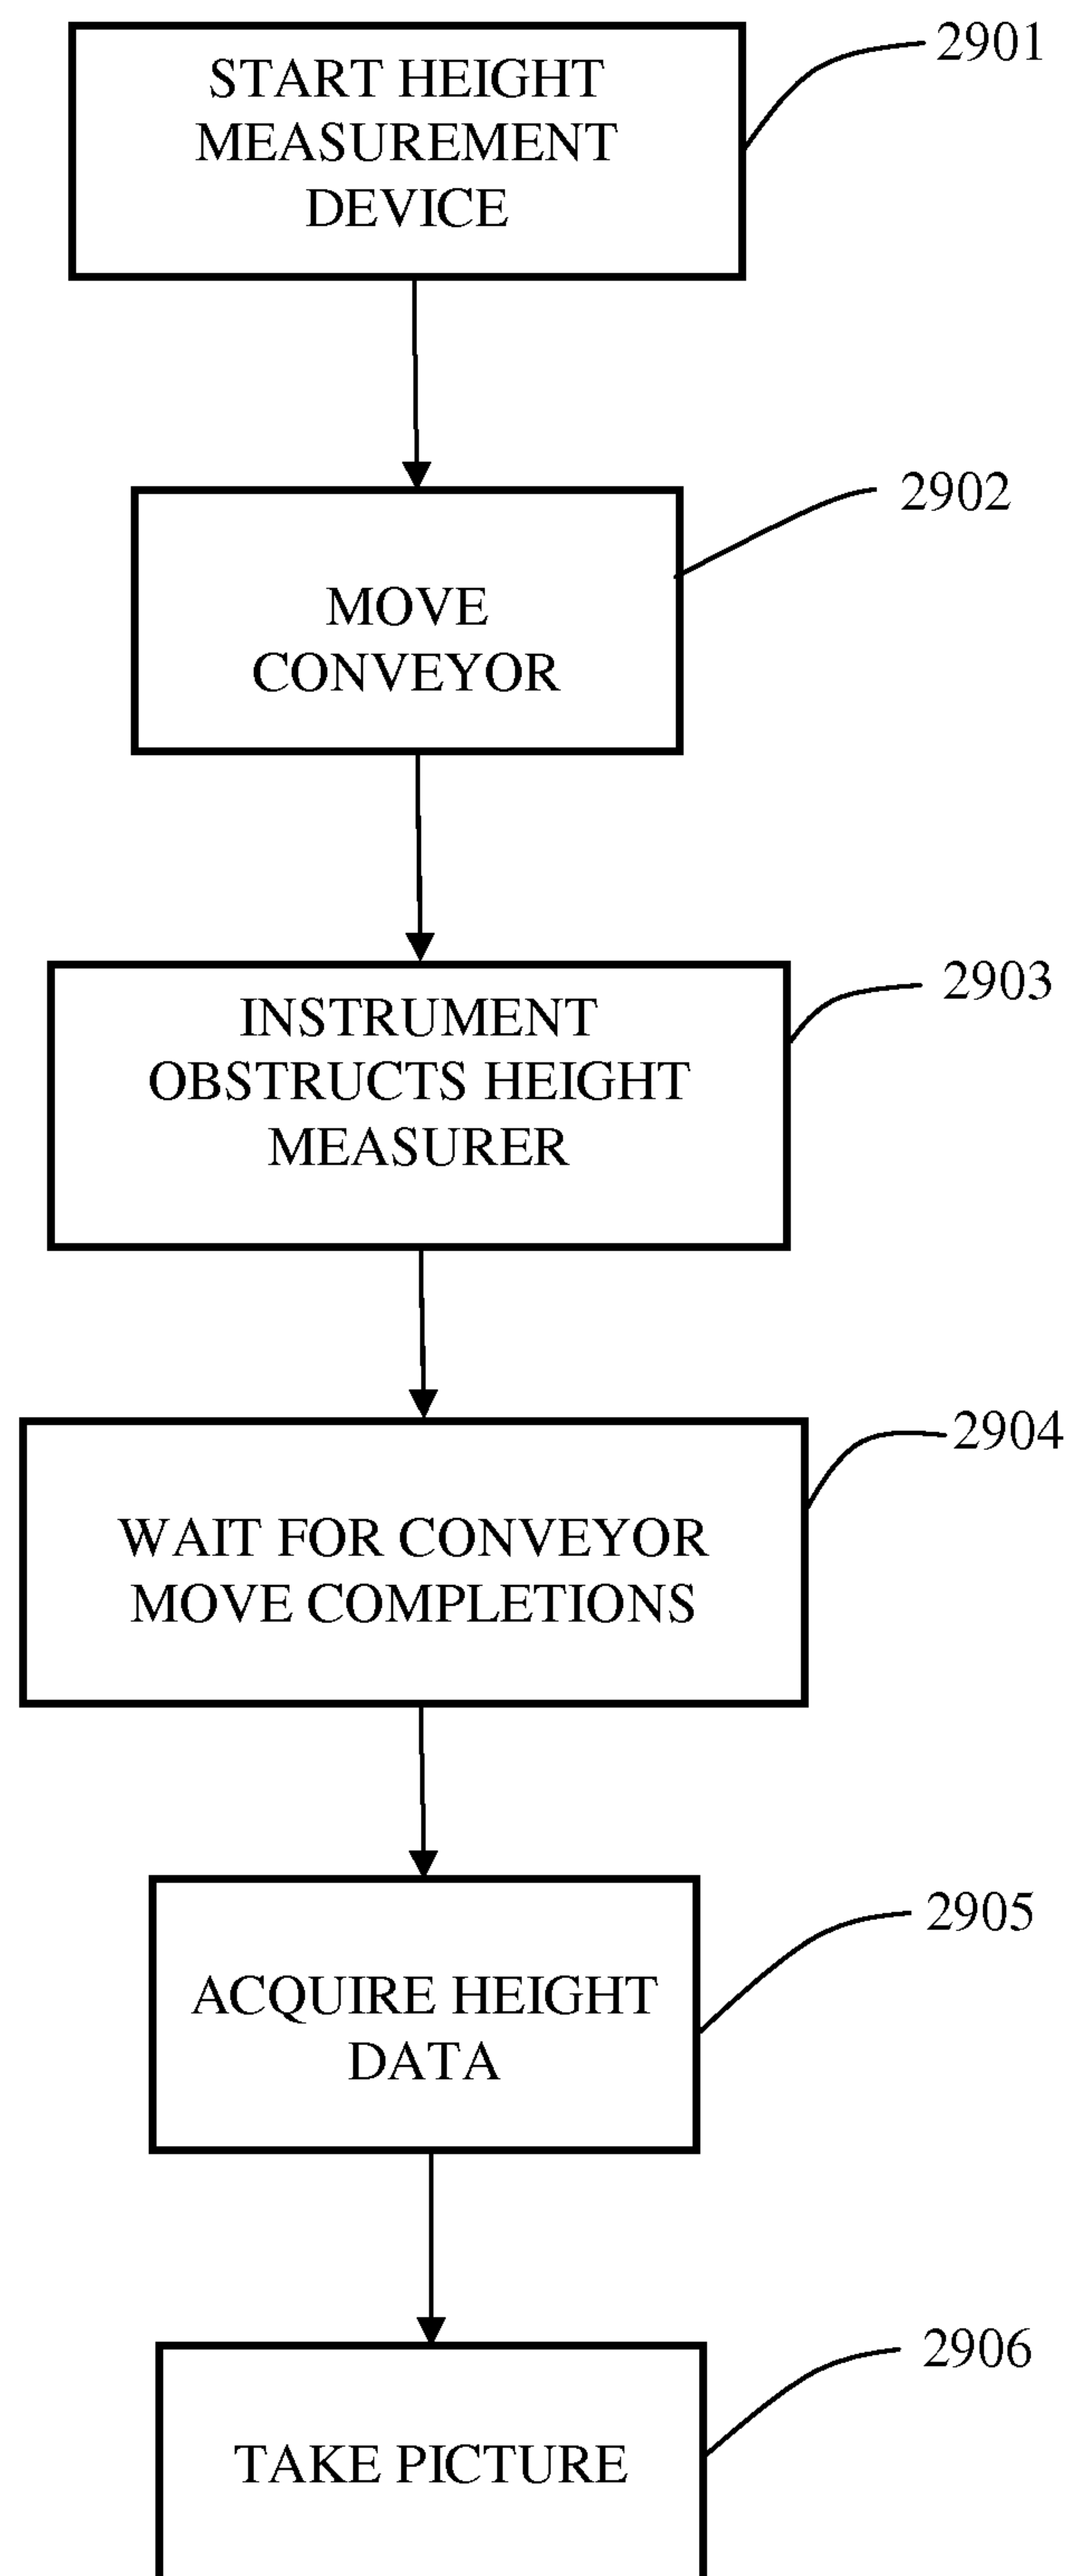 START HEIGHT
MEASUREMENT
DEVICE
2901
MOVE
CONVEYOR
2902
INSTRUMENT
OBSTRUCTS HEIGHT
MEASURER
2903
WAIT FOR CONVEYOR
MOVE COMPLETIONS
2904
ACQUIRE HEIGHT
DATA
2905
TAKE PICTURE
2906